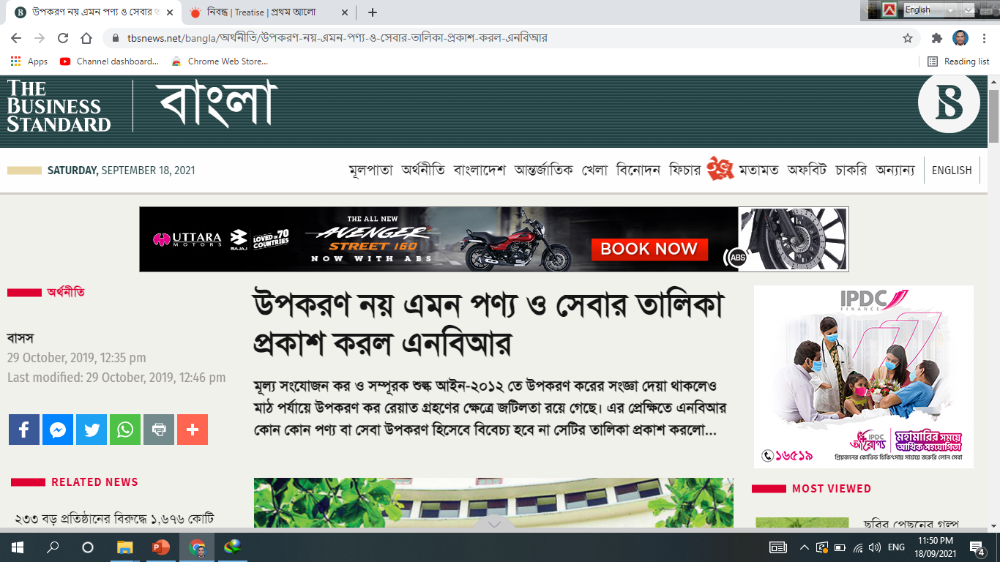 উপকরণ নয় এমন পণ্য ও সেবার ত
নিবন্ধ | Treatise | প্রথম আলো
English
tbsnews.net/bangla/অর্থনীতি/উপকরণ-নয়-এমন-পণ্য-ও-সেবার-তালিকা-প্রকাশ-করল-এনবিআর
Apps
Channel dashboard...
Chrome Web Store...
Reading list
THE
BUSINESS
STANDARD
বাংলা
B
SATURDAY, SEPTEMBER 18, 2021
মূলপাতা অর্থনীতি বাংলাদেশ আন্তর্জাতিক খেলা বিনোদন ফিচার ইজেল মতামত অফবিট চাকরি অন্যান্য ENGLISH
UTTARA
MOTORS
BAJAJ
LOVED IN 70
COUNTRIES
THE ALL NEW
AVENGER
STREET 160
NOW WITH ABS
BOOK NOW
ABS
অর্থনীতি
বাসস
29 October, 2019, 12:35 pm
Last modified: 29 October, 2019, 12:46 pm
উপকরণ নয় এমন পণ্য ও সেবার তালিকা
প্রকাশ করল এনবিআর
মূল্য সংযোজন কর ও সম্পূরক শুল্ক আইন-২০১২ তে উপকরণ করের সংজ্ঞা দেয়া থাকলেও
মাঠ পর্যায়ে উপকরণ কর রেয়াত গ্রহণের ক্ষেত্রে জটিলতা রয়ে গেছে। এর প্রেক্ষিতে এনবিআর
কোন কোন পণ্য বা সেবা উপকরণ হিসেবে বিবেচ্য হবে না সেটির তালিকা প্রকাশ করলো...
IPDC
FINANCE
IPDC
আরোগ্য
মহামারির সময়ে
আর্থিক সহযোগিতা
১৬৫১৯
প্রিয়জনের কোভিড চিকিৎসায় সাশ্রয়ে জরুরি লোন সেবা
RELATED NEWS
২৩৩ বড় প্রতিষ্ঠানের বিরুদ্ধে ১,৬৭৬ কোটি
MOST VIEWED
ছবির পেছনের গল্প
ENG
11:50 PM
18/09/2021
4